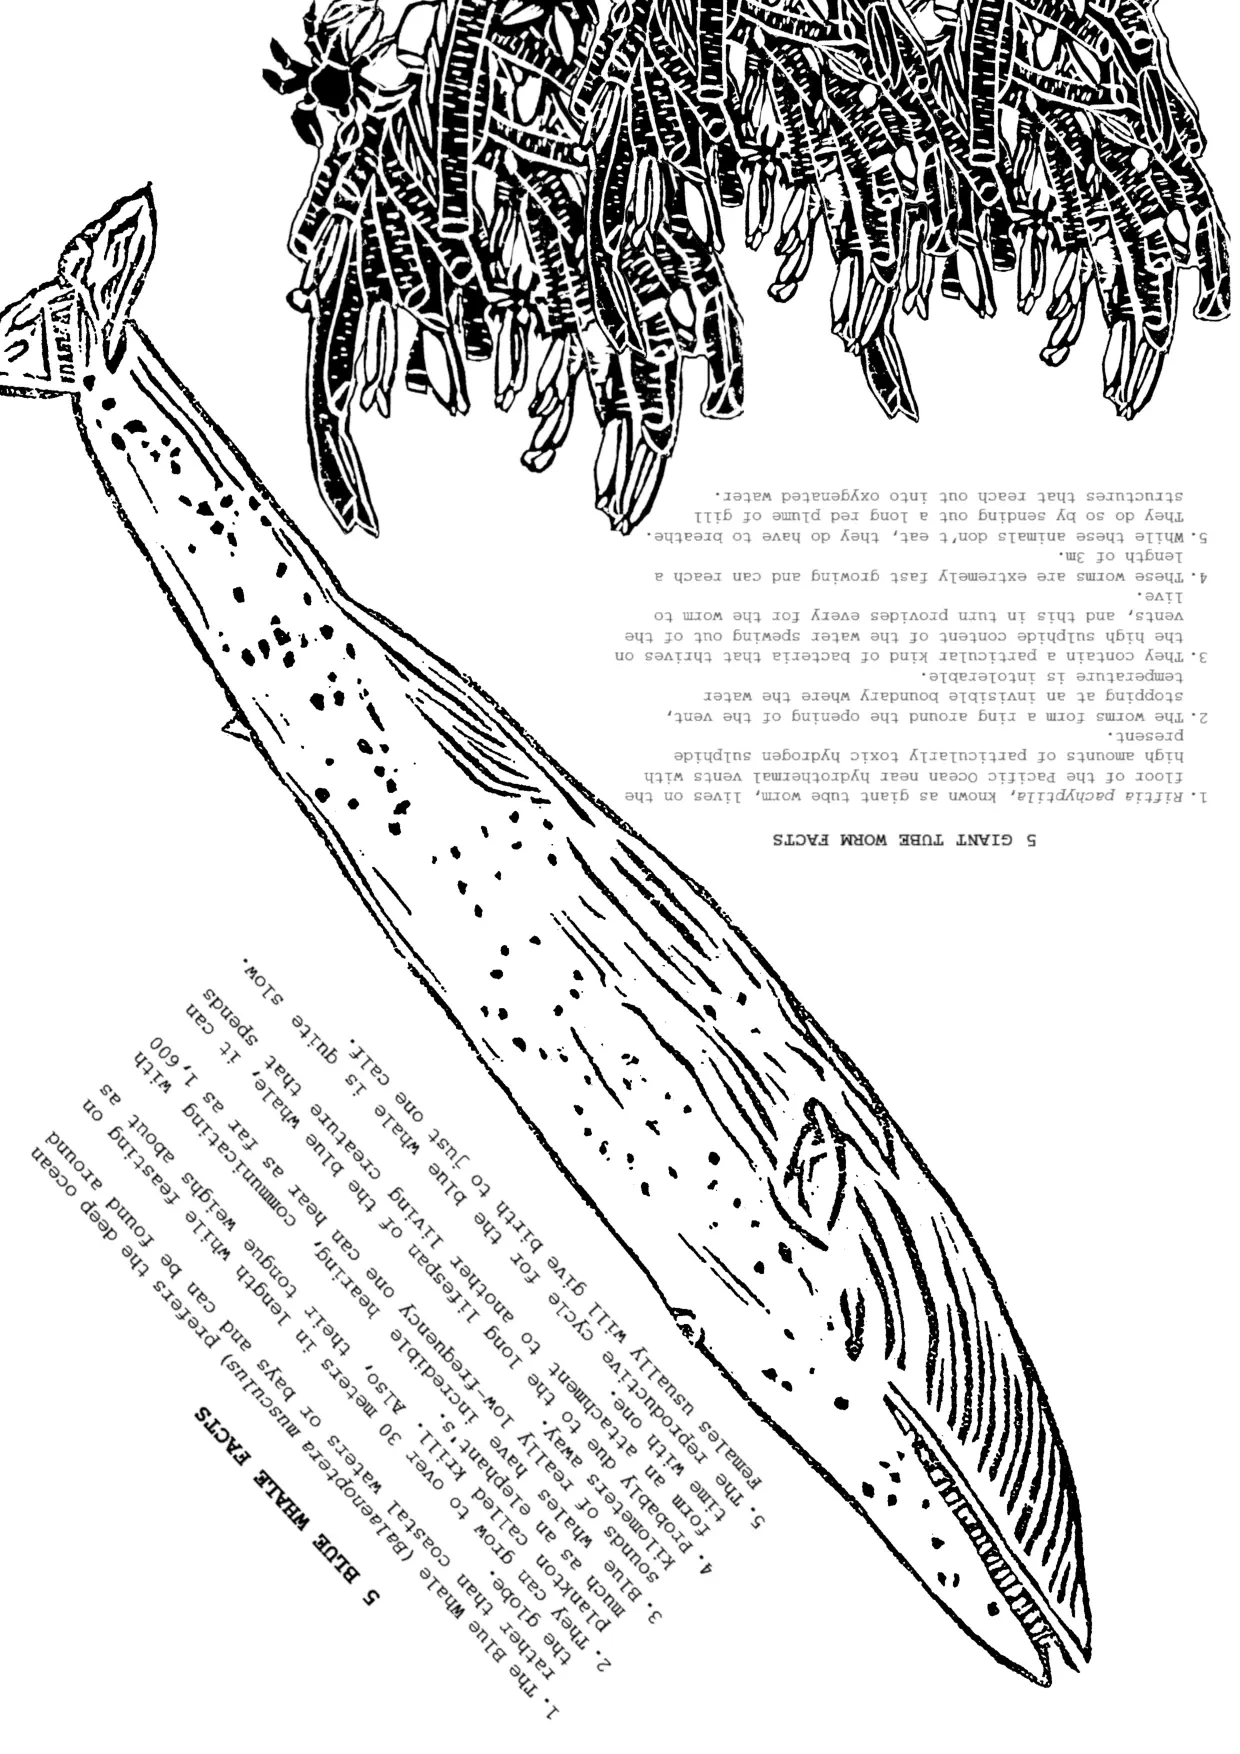 5 BLUE WHALE FACTS
1. The Blue whale (Balaenoptera musculus) prefers the deep ocean
rather than coastal waters or bays and can be found around
the globe.
2. They can grow to over 30 meters in length while feasting on
plankton called krill. Also, their tongue weighs about as
much as an elephant's.
3. Blue whales have incredible hearing, communicating with
sounds of really low-frequency one can hear as far as 1,600
kilometers away.
4. Probably due to the long lifespan of the blue whale, it can
form an attachment to another living creature that spends
time with one.
5. The reproductive cycle for the blue whale is quite slow.
Females usually will give birth to just one calf.
5 GIANT TUBE WORM FACTS
1. Riftia pachyptila, known as giant tube worm, lives on the
floor of the Pacific Ocean near hydrothermal vents with
high amounts of particularly toxic hydrogen sulphide
present.
2. The worms form a ring around the opening of the vent,
stopping at an invisible boundary where the water
temperature is intolerable.
3. They contain a particular kind of bacteria that thrives on
the high sulphide content of the water spewing out of the
vents, and this in turn provides every for the worm to
live.
4. These worms are extremely fast growing and can reach a
length of 3m.
5. While these animals don't eat, they do have to breathe.
They do so by sending out a long red plume of gill
structures that reach out into oxygenated water.